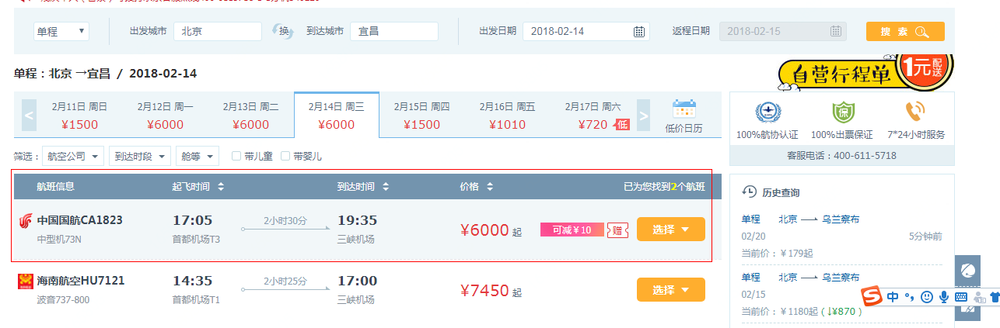 单程 出发城市 北京 换 到达城市 宜昌 出发日期 2018-02-14 返程日期 2018-02-15 搜 索
单程：北京 →宜昌 / 2018-02-14
自营行程单 1元 配送
< 2月11日 周日 2月12日 周一 2月13日 周二 2月14日 周三 2月15日 周四 2月16日 周五 2月17日 周六 >
¥1500 ¥6000 ¥6000 ¥6000 ¥1500 ¥1010 ¥720 低 低价日历
保
100%航协认证 100%出票保证 7*24小时服务
客服电话：400-611-5718
筛选： 航空公司 到达时段 舱等 带儿童 带婴儿
航班信息 起飞时间 到达时间 价格 已为您找到2个航班
中国国航CA1823 17:05 2小时30分 19:35 ¥6000 起 可减￥10 赠 选择
中型机73N 首都机场T3 三峡机场
海南航空HU7121 14:35 2小时25分 17:00 ¥7450 起 选择
波音737-800 首都机场T1 三峡机场
历史查询
单程 北京 → 乌兰察布
02/20 5分钟前
当前价：￥179起
单程 北京 → 乌兰察布
02/15
当前价：￥1180起 (↓¥870 )
S 中 °，